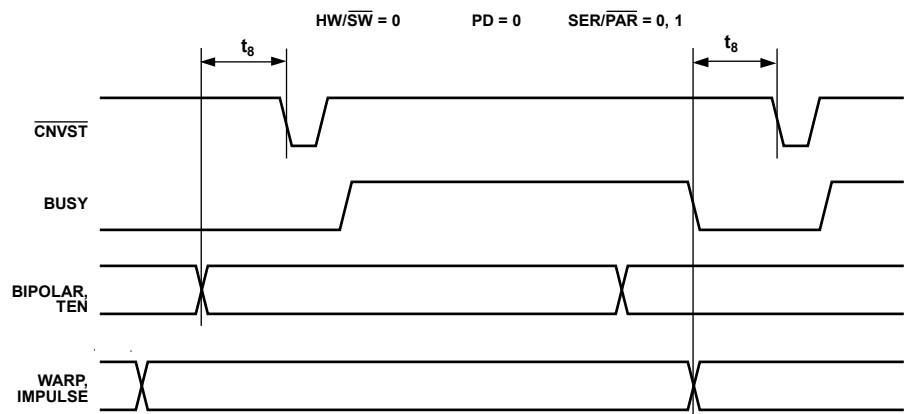 HW/SW = 0 PD = 0 SER/PAR = 0, 1
t8 t8
CNVST
BUSY
BIPOLAR,
TEN
WARP,
IMPULSE